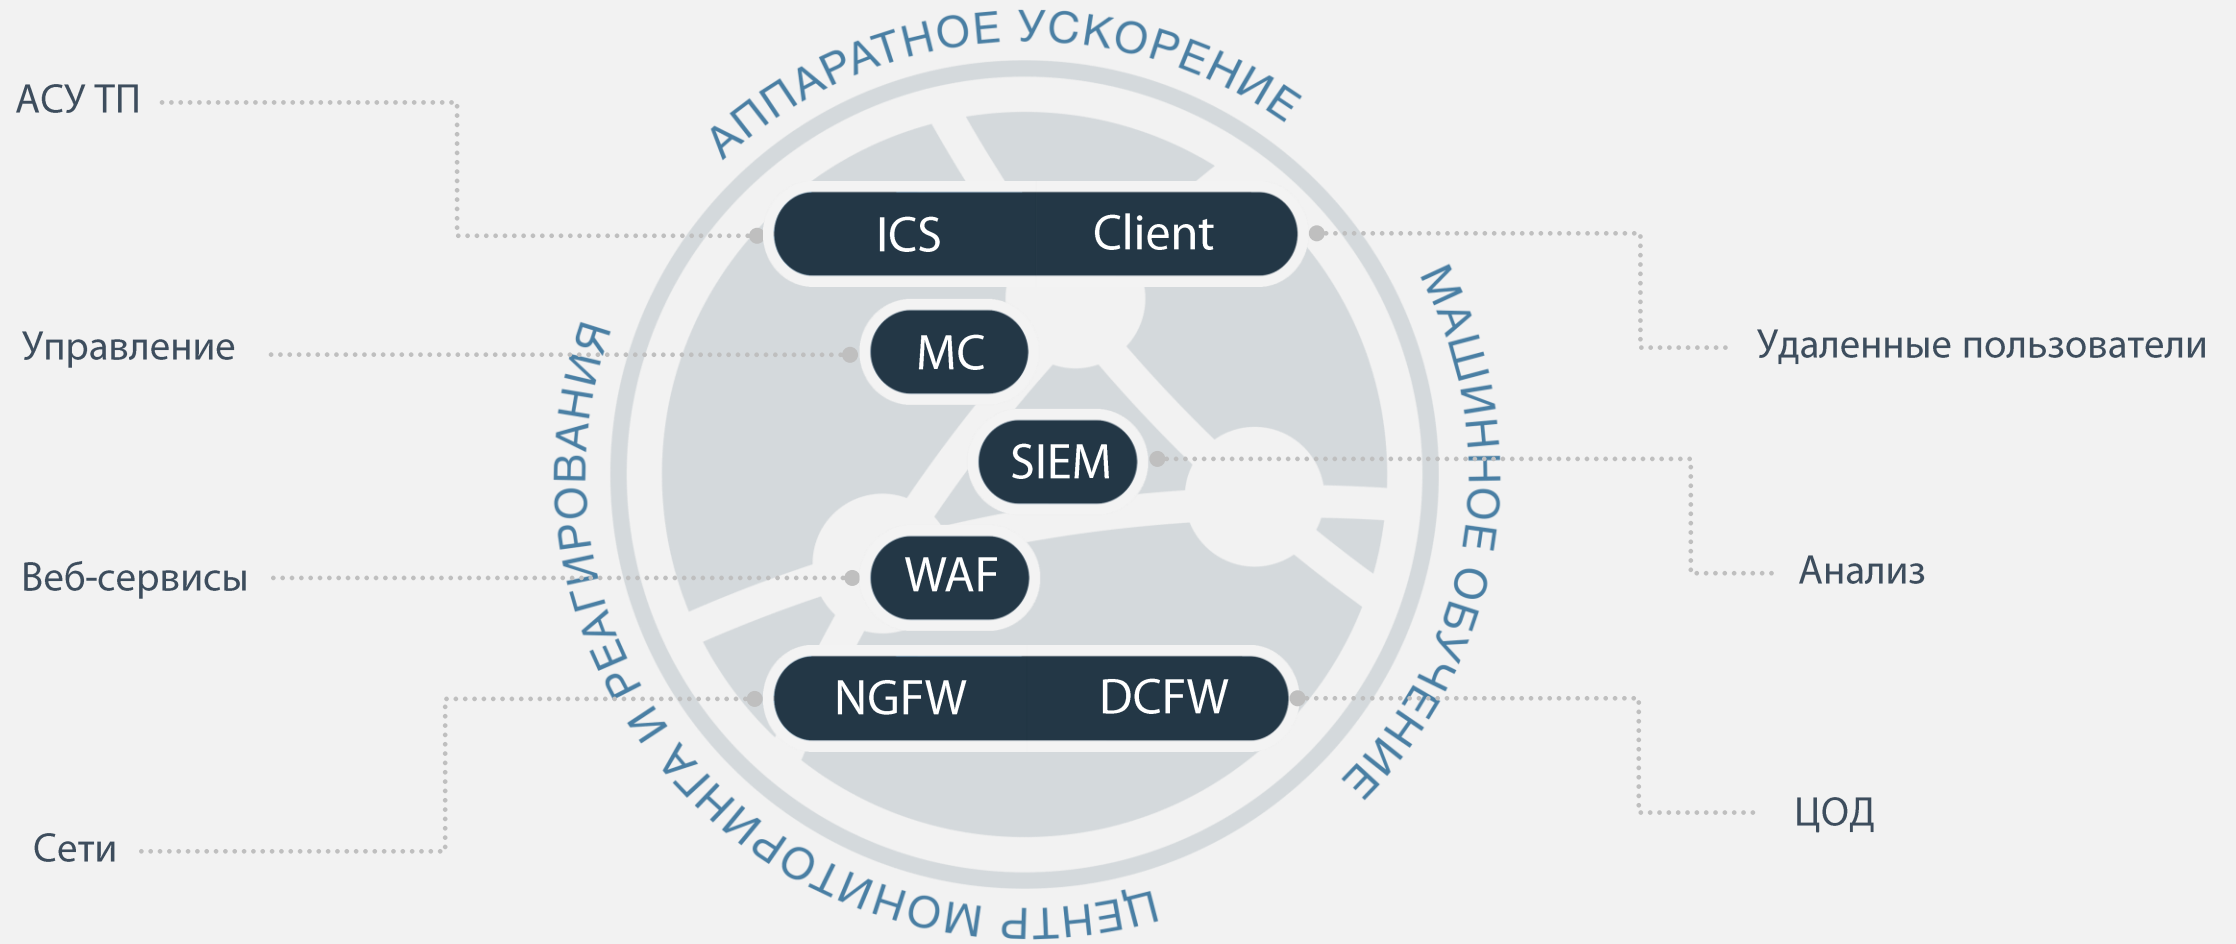 АППАРАТНОЕ УСКОРЕНИЕ
АСУ ТП
ICS
Client
МАШИННОЕ ОБУЧЕНИЕ
Управление
MC
Удаленные пользователи
SIEM
Веб-сервисы
WAF
Анализ
NGFW
DCFW
Сети
ЦОД
ЦЕНТР МОНИТОРИНГА И РЕАГИРОВАНИЯ